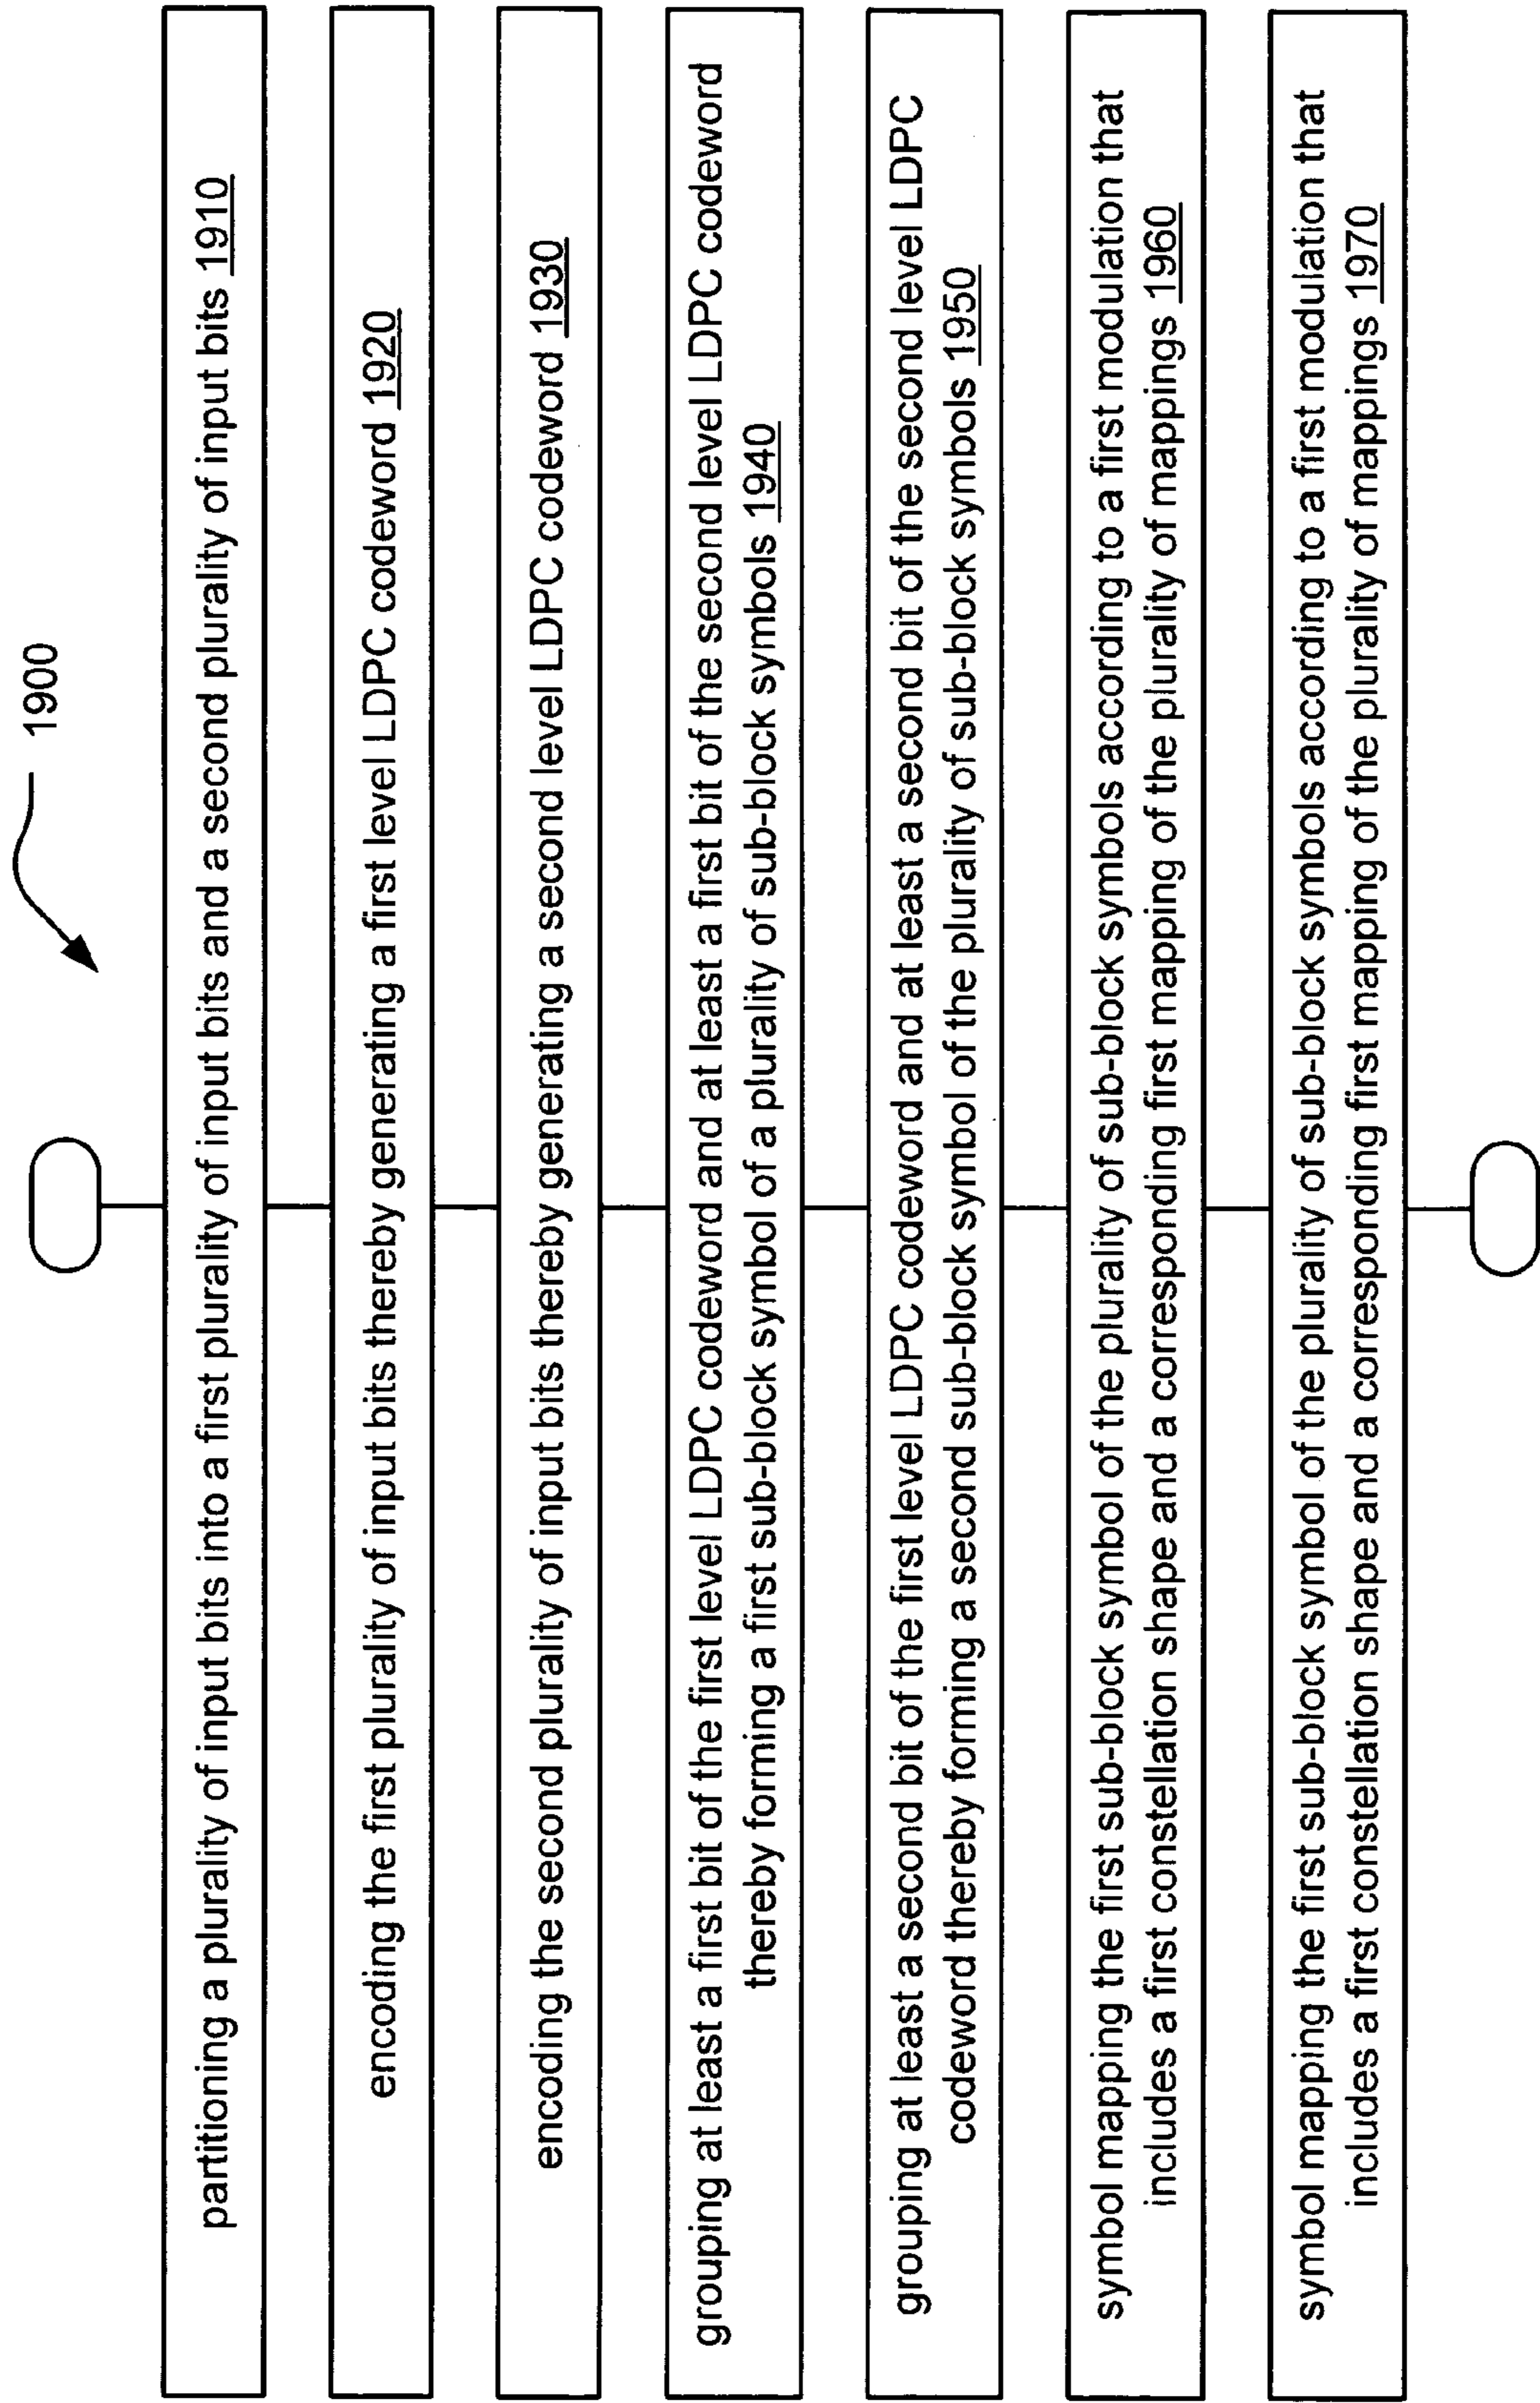 1900
partitioning a plurality of input bits into a first plurality of input bits and a second plurality of input bits 1910
encoding the first plurality of input bits thereby generating a first level LDPC codeword 1920
encoding the second plurality of input bits thereby generating a second level LDPC codeword 1930
grouping at least a first bit of the first level LDPC codeword and at least a first bit of the second level LDPC codeword
thereby forming a first sub-block symbol of a plurality of sub-block symbols 1940
grouping at least a second bit of the first level LDPC codeword and at least a second bit of the second level LDPC
codeword thereby forming a second sub-block symbol of the plurality of sub-block symbols 1950
symbol mapping the first sub-block symbol of the plurality of sub-block symbols according to a first modulation that
includes a first constellation shape and a corresponding first mapping of the plurality of mappings 1960
symbol mapping the first sub-block symbol of the plurality of sub-block symbols according to a first modulation that
includes a first constellation shape and a corresponding first mapping of the plurality of mappings 1970